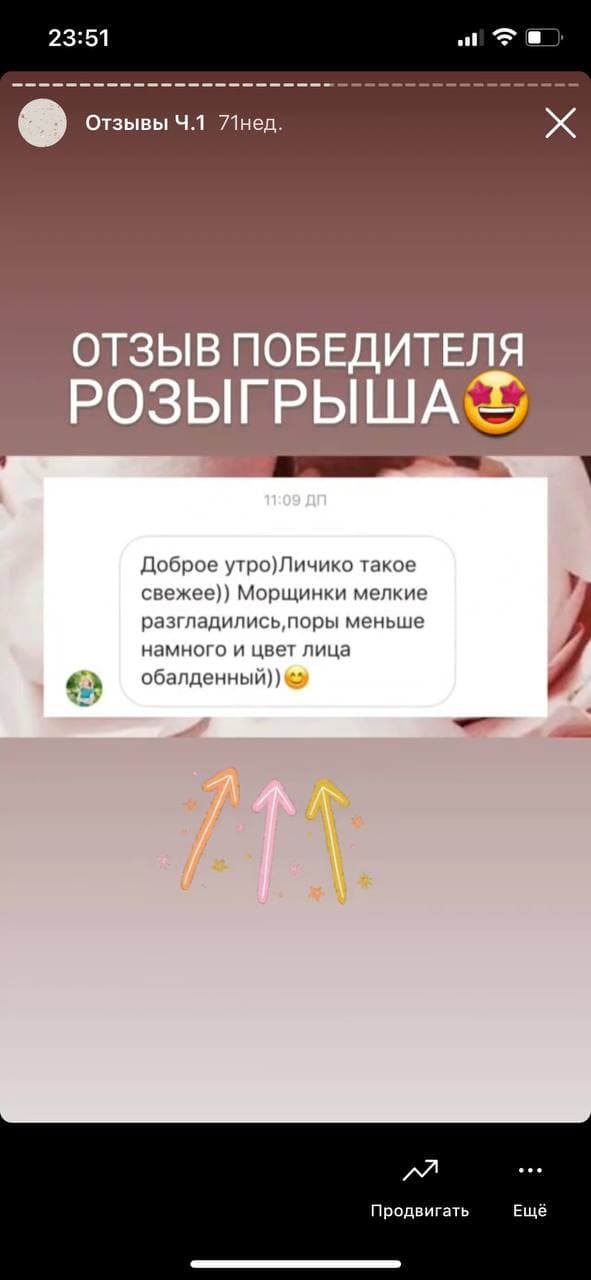 23:51
Отзывы Ч.1 71нед.
ОТЗЫВ ПОБЕДИТЕЛЯ
РОЗЫГРЫША🤩
11:09 ДП
Доброе утро)Личико такое
свежее)) Морщинки мелкие
разгладились,поры меньше
намного и цвет лица
обалденный))😊
Продвигать Ещё